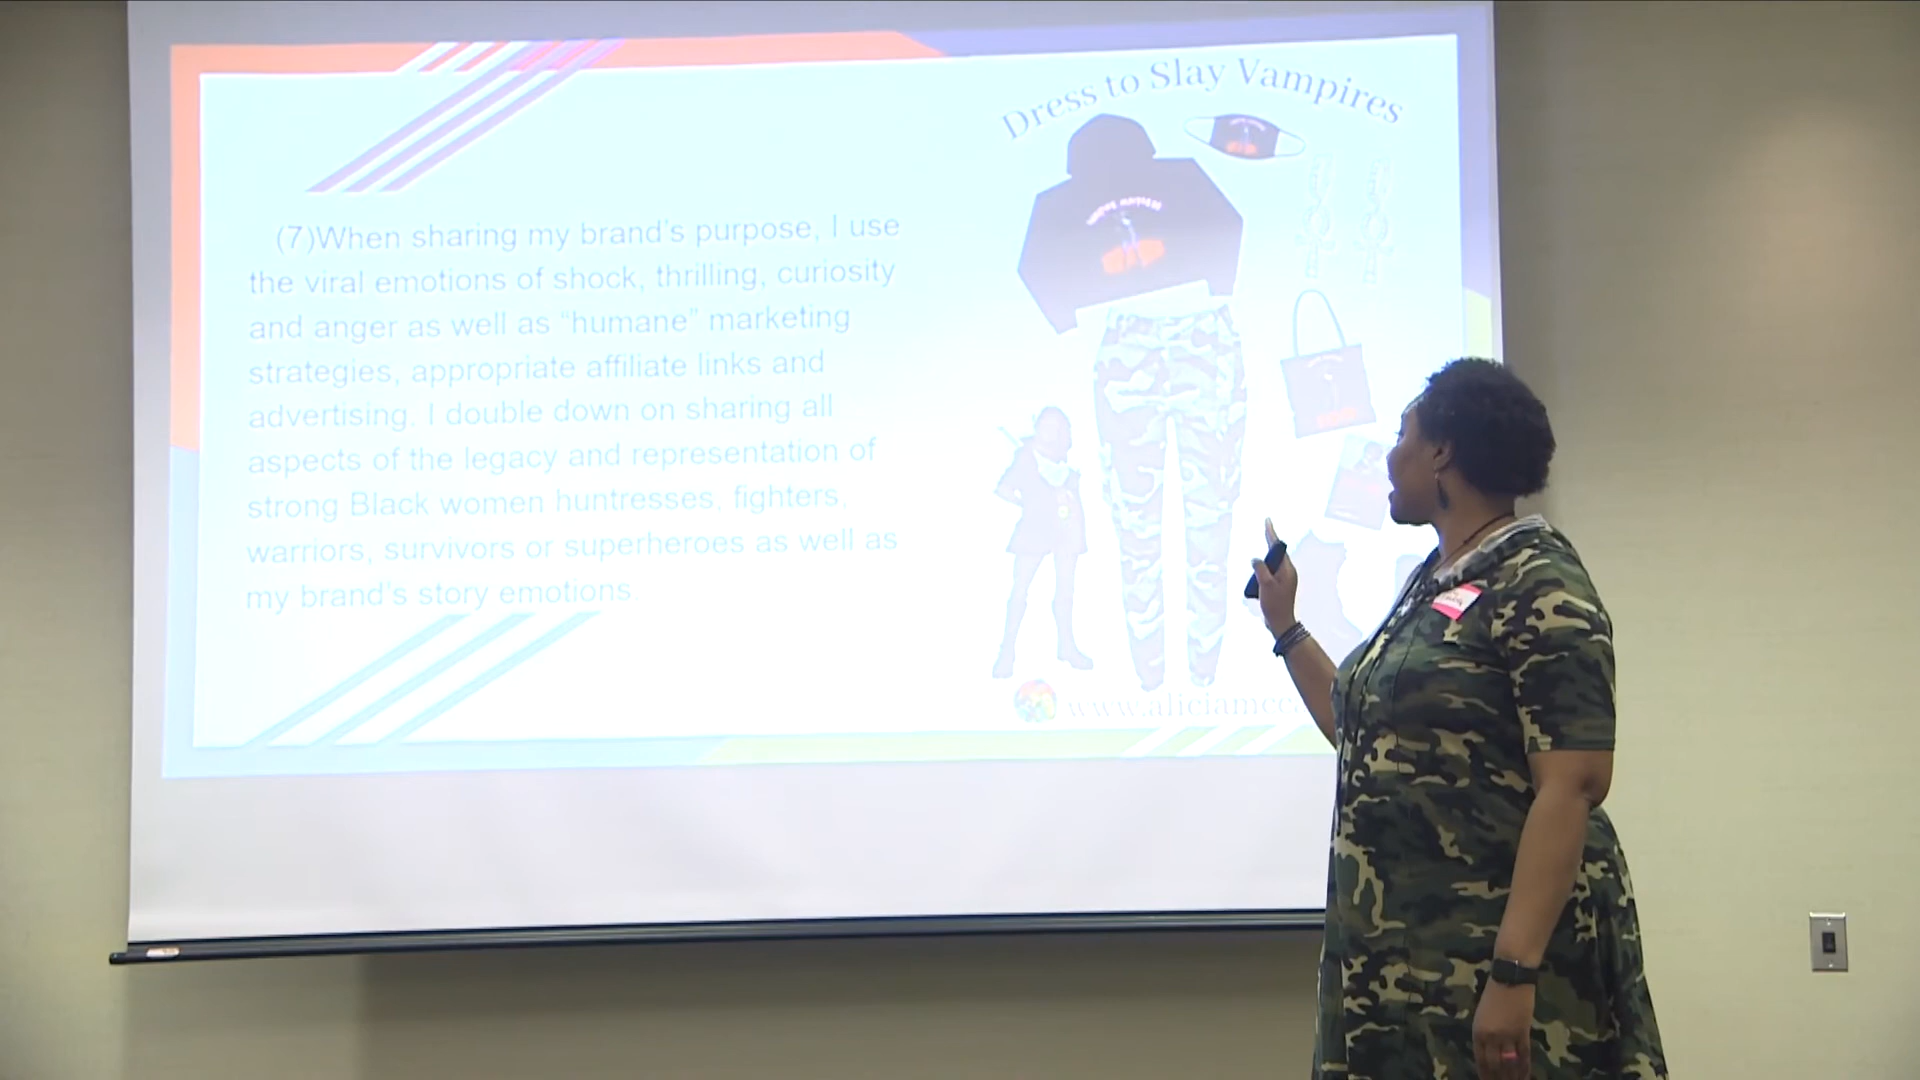 Dress to Slay Vampires
(7)When sharing my brand's purpose, I use
the viral emotions of shock, thrilling, curiosity
and anger as well as “humane” marketing
strategies, appropriate affiliate links and
advertising. I double down on sharing all
aspects of the legacy and representation of
strong Black women huntresses, fighters,
warriors, survivors or superheroes as well as
my brand's story emotions.